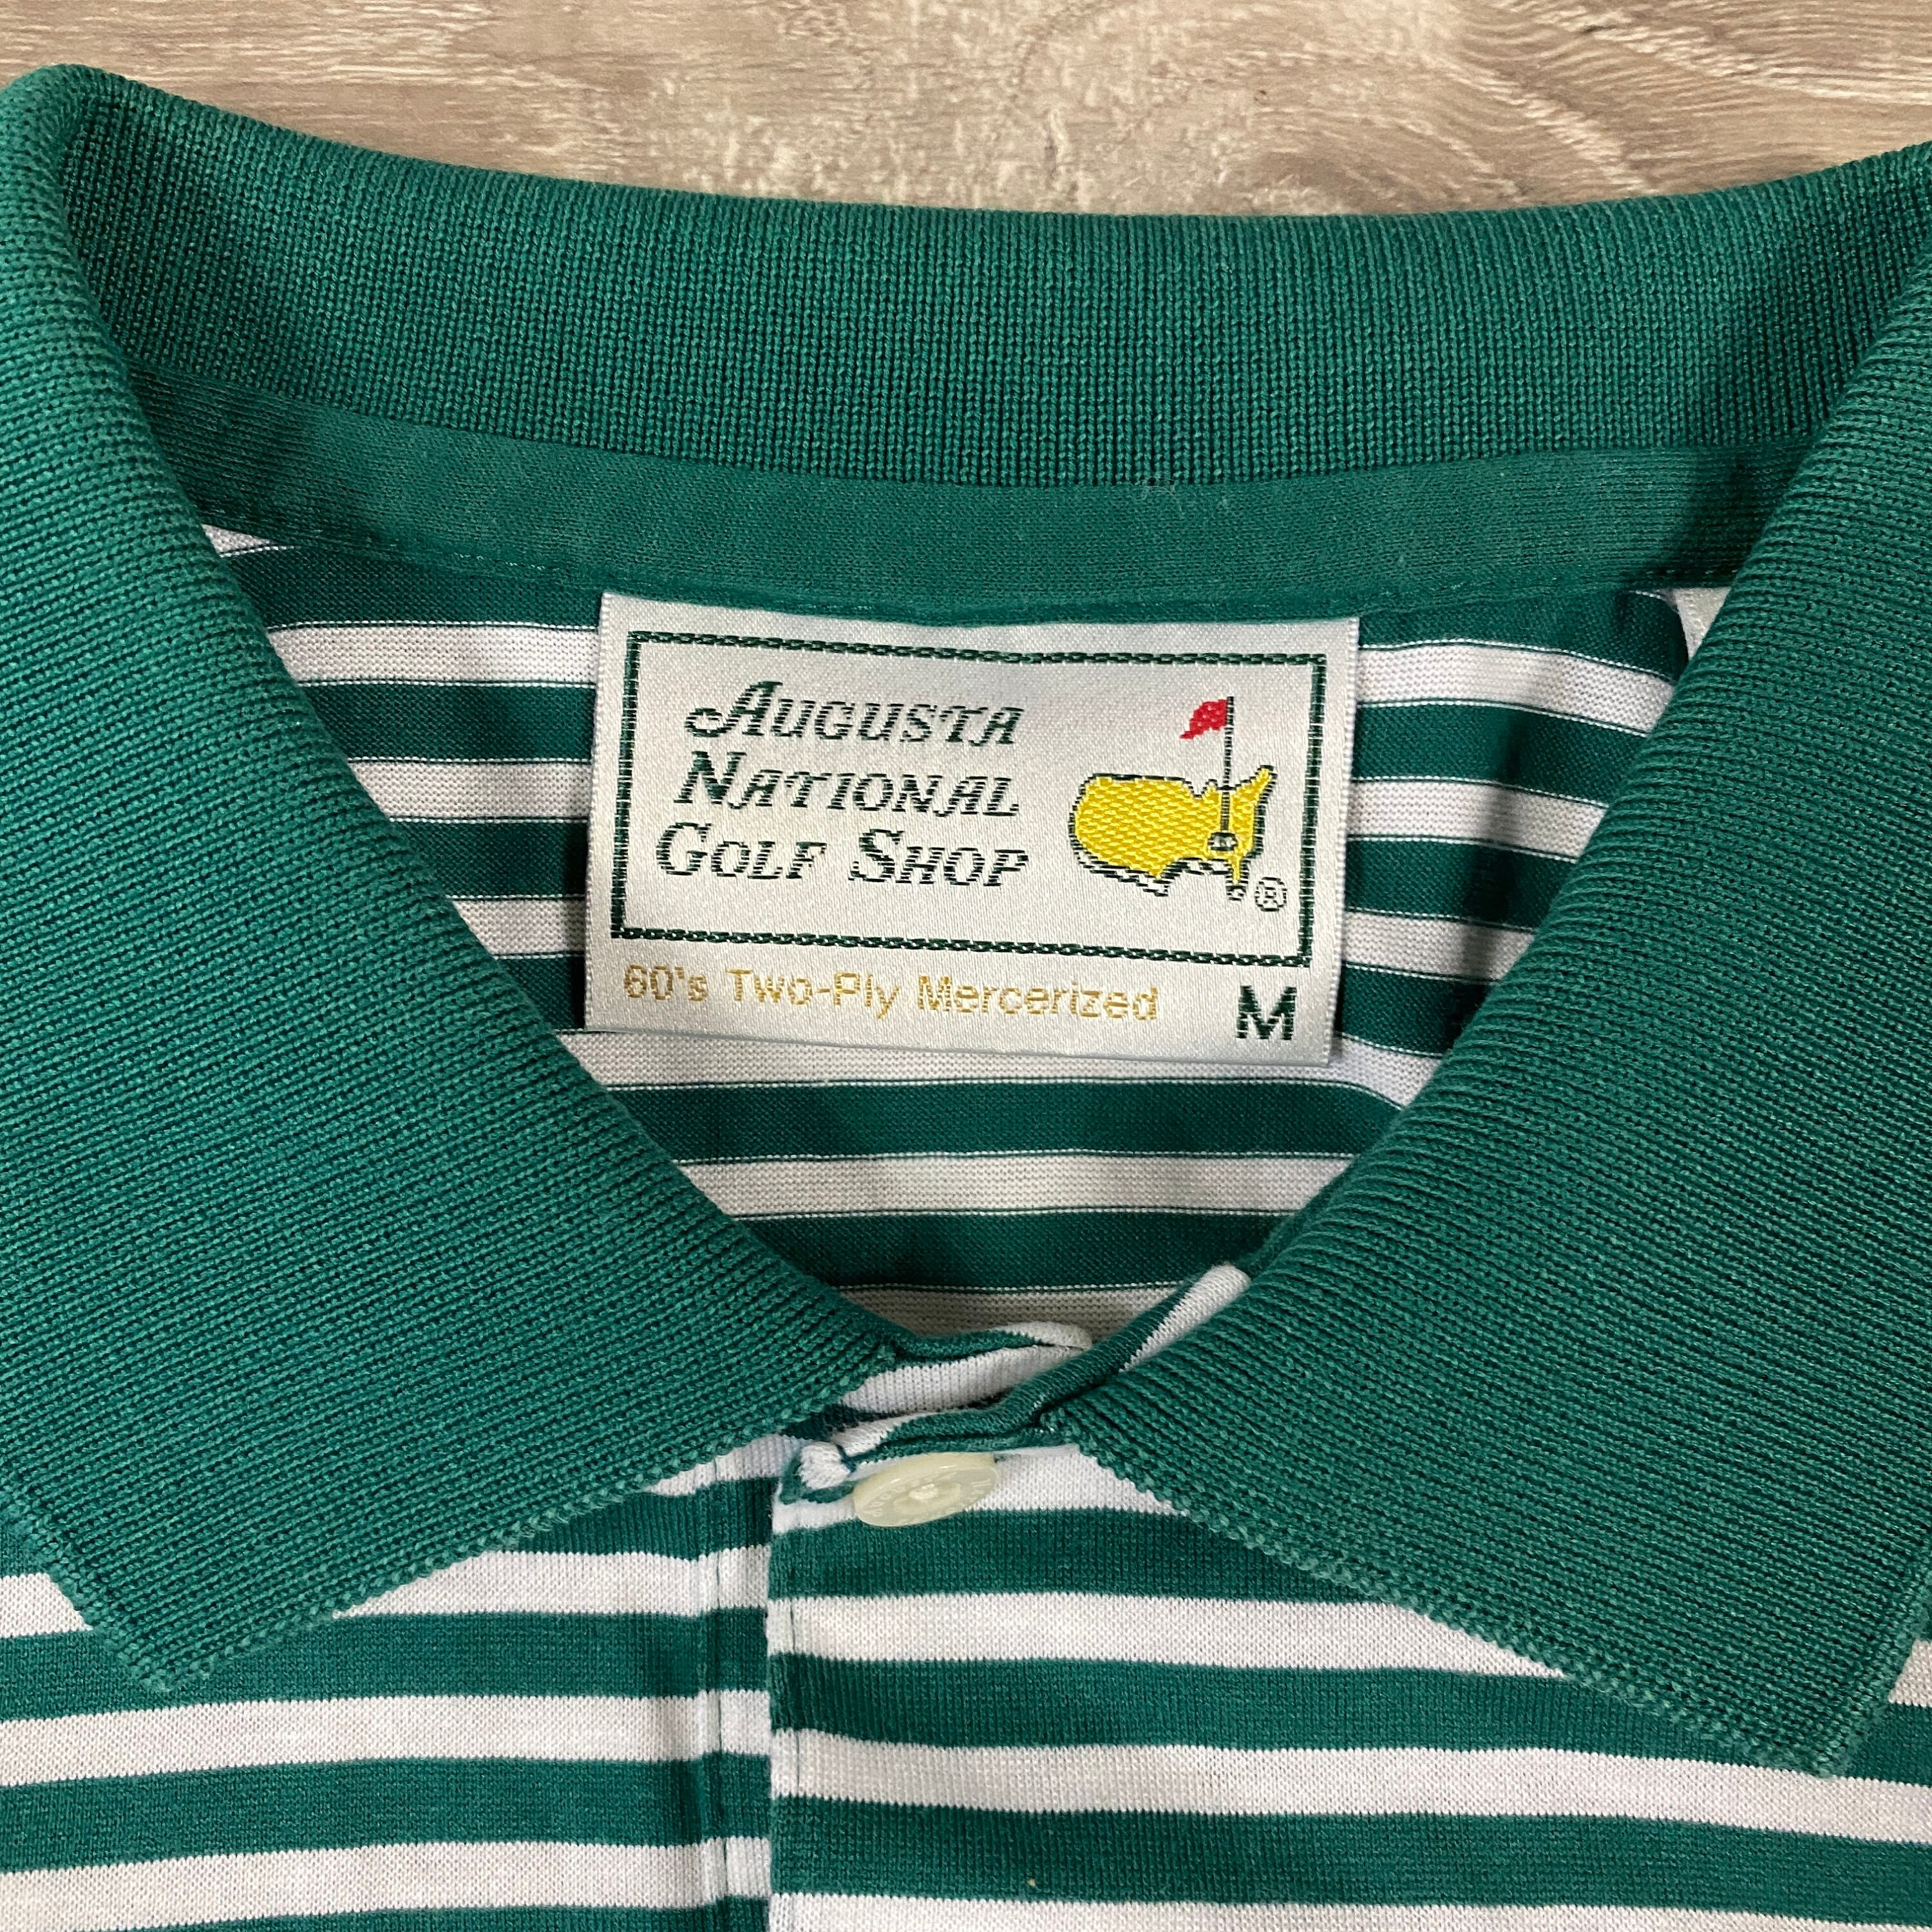 AUGUSTA
NATIONAL
GOLF SHOP
®
60's Two-Ply Mercerized
M